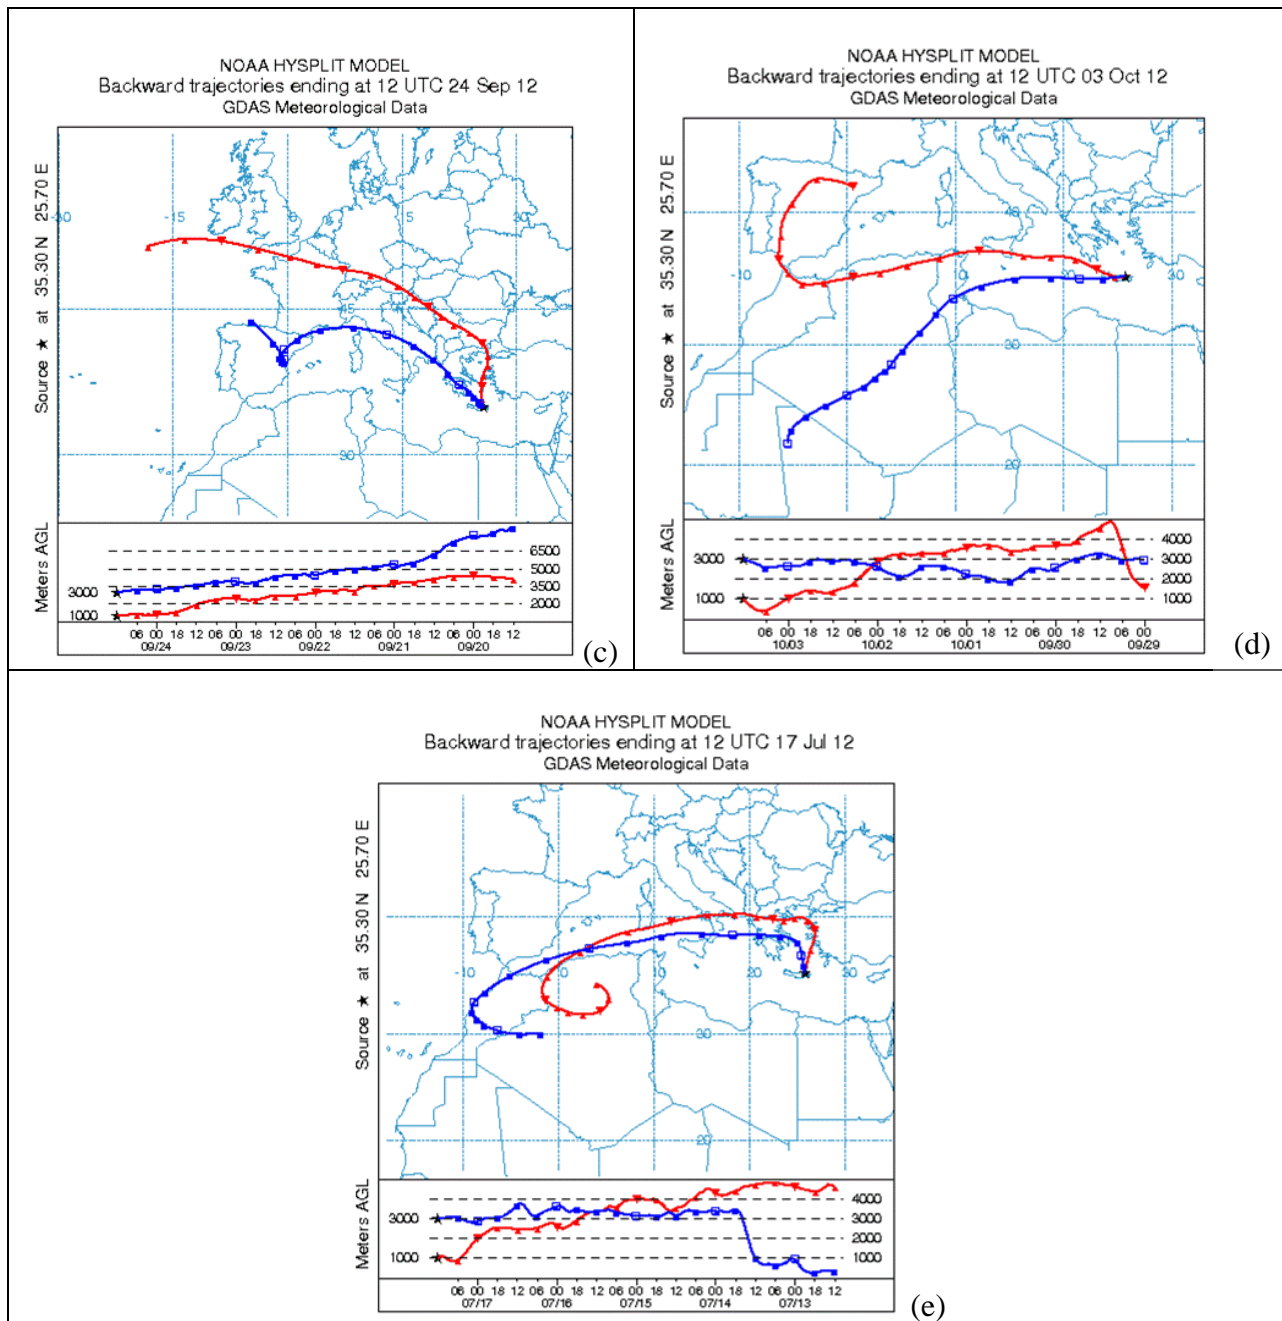 NOAA HYSPLIT MODEL
Backward trajectories ending at 12 UTC 24 Sep 12
GDAS Meteorological Data
Source ★ at 35.30 N 25.70 E
-15
0
15
45
30
Meters AGL
3000
1000
6500
5000
3500
2000
06 00 18 12 06 00 18 12 06 00 18 12 06 00 18 12 06 00 18 12
09/24 09/23 09/22 09/21 09/20
(c)
NOAA HYSPLIT MODEL
Backward trajectories ending at 12 UTC 03 Oct 12
GDAS Meteorological Data
Source ★ at 35.30 N 25.70 E
40
-10
30
30
20
Meters AGL
3000
1000
4000
3000
2000
1000
06 00 18 12 06 00 18 12 06 00 18 12 06 00 18 12 06 00
10/03 10/02 10/01 09/30 09/29
(d)
NOAA HYSPLIT MODEL
Backward trajectories ending at 12 UTC 17 Jul 12
GDAS Meteorological Data
Source ★ at 35.30 N 25.70 E
-10
0
10
20
30
30
20
Meters AGL
3000
1000
4000
3000
2000
1000
06 00 18 12 06 00 18 12 06 00 18 12 06 00 18 12 06 00 18 12
07/17 07/16 07/15 07/14 07/13
(e)